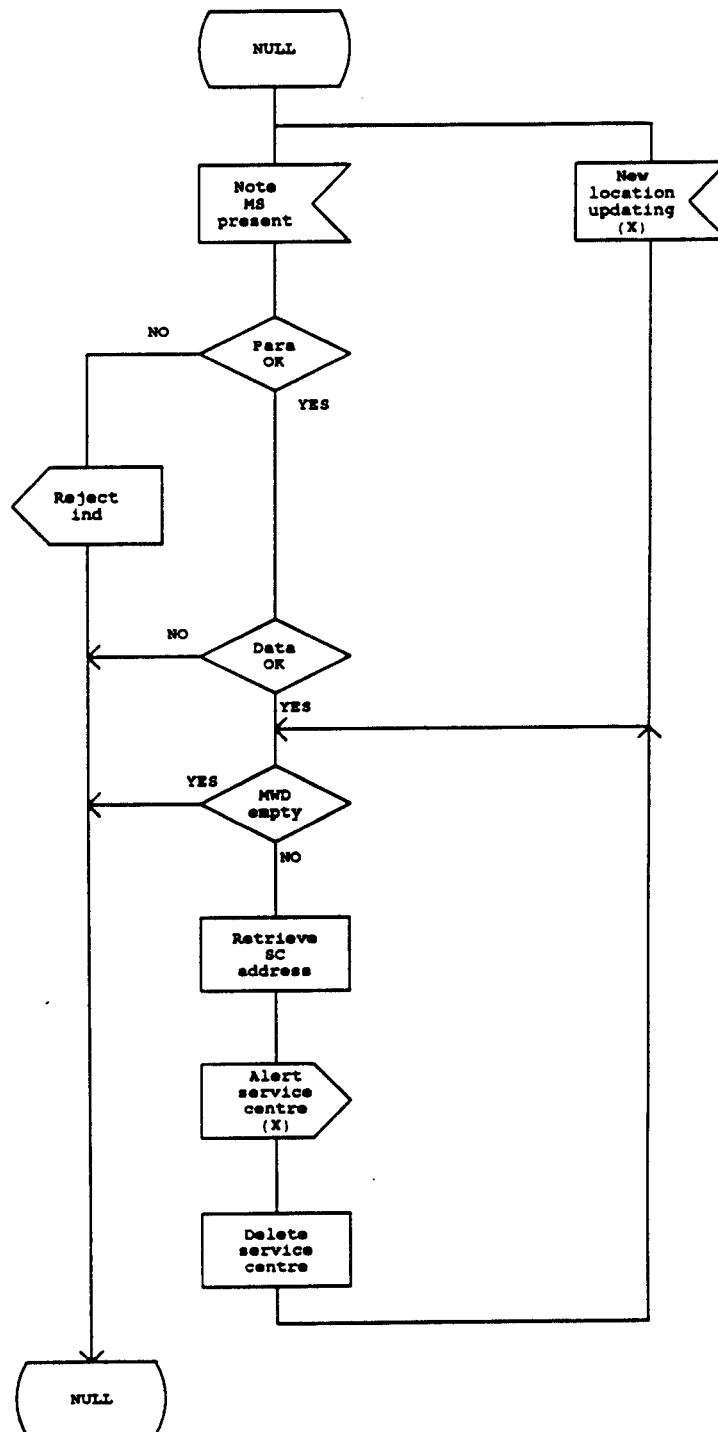 NULL
Note
MS
present
New
location
updating
(X)
NO
Para
OK
YES
Reject
ind
NO
Data
OK
YES
YES
MWD
empty
NO
Retrieve
SC
address
Alert
service
centre
(X)
Delete
service
centre
NULL